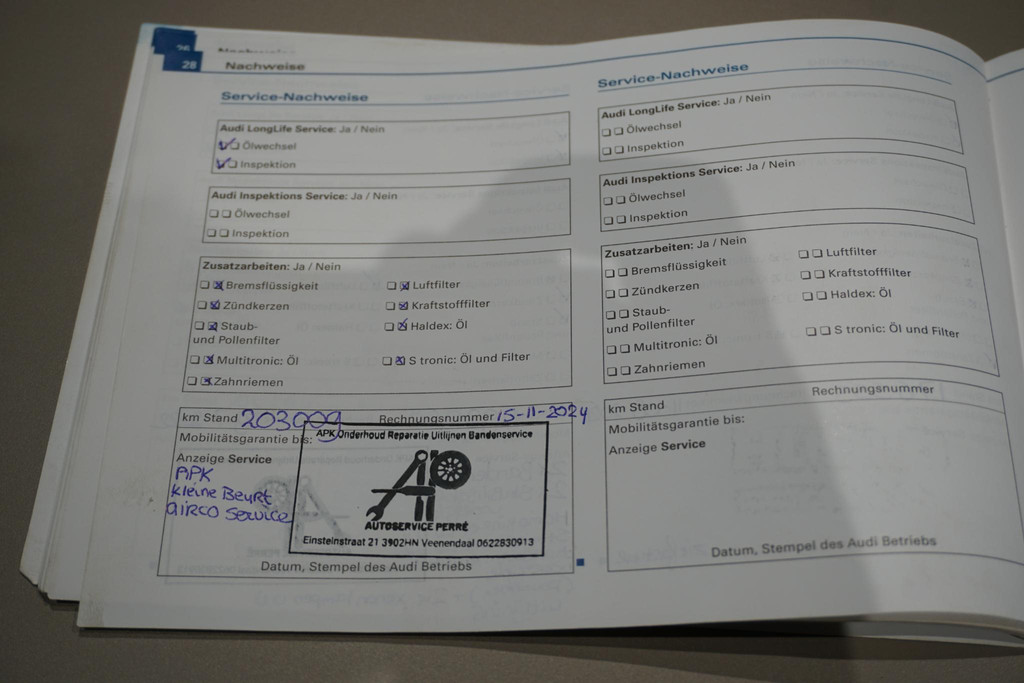 26
28
Nachweise
Service-Nachweise
Audi LongLife Service: Ja / Nein
Ölwechsel
Inspektion
Audi Inspektions Service: Ja / Nein
Ölwechsel
Inspektion
Zusatzarbeiten: Ja / Nein
Bremsflüssigkeit
Luftfilter
Zündkerzen
Kraftstofffilter
Staub-
und Pollenfilter
Haldex: Öl
Multitronic: Öl
S tronic: Öl und Filter
Zahnriemen
km Stand 203009 Rechnungsnummer 15-11-2024
Mobilitätsgarantie bis:
Anzeige Service
APK
kleine Beurt
airco service
APK Onderhoud Reparatie Uitlijnen Bandenservice
AUTOSERVICE PERRÉ
Einsteinstraat 21 3902HN Veenendaal 0622830913
Datum, Stempel des Audi Betriebs
Service-Nachweise
Audi LongLife Service: Ja / Nein
Ölwechsel
Inspektion
Audi Inspektions Service: Ja / Nein
Ölwechsel
Inspektion
Zusatzarbeiten: Ja / Nein
Bremsflüssigkeit
Luftfilter
Zündkerzen
Kraftstofffilter
Staub-
und Pollenfilter
Haldex: Öl
Multitronic: Öl
S tronic: Öl und Filter
Zahnriemen
km Stand Rechnungsnummer
Mobilitätsgarantie bis:
Anzeige Service
Datum, Stempel des Audi Betriebs